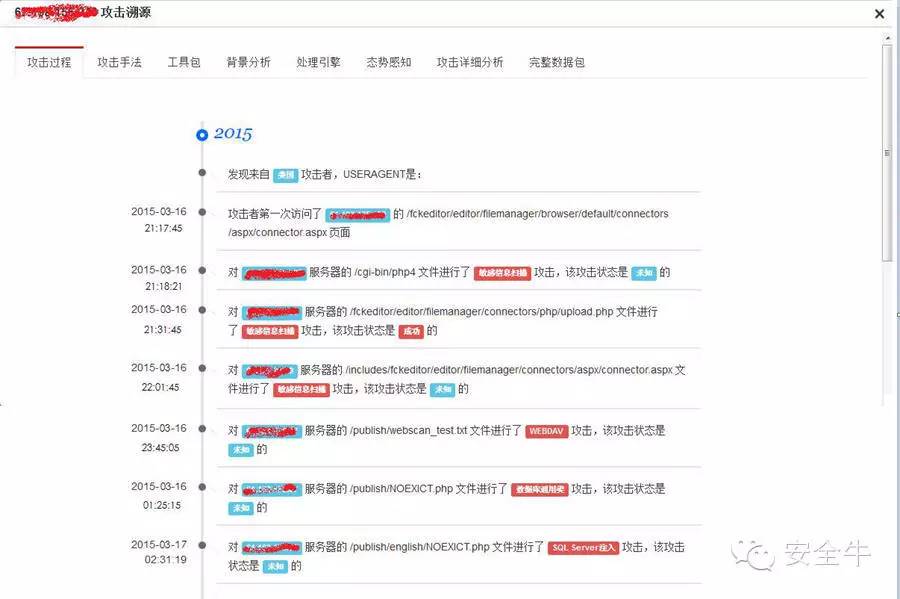 攻击溯源
攻击过程 攻击手法 工具包 背景分析 处理引擎 态势感知 攻击详细分析 完整数据包
2015
发现来自 美国 攻击者，USERAGENT是：
2015-03-16
21:17:45
攻击者第一次访问了 的 /fckeditor/editor/filemanager/browser/default/connectors
/aspx/connector.aspx 页面
2015-03-16
21:18:21
对 服务器的 /cgi-bin/php4 文件进行了 敏感信息扫描 攻击，该攻击状态是 未知 的
2015-03-16
21:31:45
对 服务器的 /fckeditor/editor/filemanager/connectors/php/upload.php 文件进行
了 敏感信息扫描 攻击，该攻击状态是 成功 的
2015-03-16
22:01:45
对 服务器的 /includes/fckeditor/editor/filemanager/connectors/aspx/connector.aspx 文
件进行了 敏感信息扫描 攻击，该攻击状态是 未知 的
2015-03-16
23:45:05
对 服务器的 /publish/webscan_test.txt 文件进行了 WEBDAV 攻击，该攻击状态是
未知 的
2015-03-16
01:25:15
对 服务器的 /publish/NOEXICT.php 文件进行了 攻击，该攻击状态是
未知 的
2015-03-17
02:31:19
对 服务器的 /publish/english/NOEXICT.php 文件进行了 SQL Server注入 攻击，该攻击
状态是 未知 的
安全牛